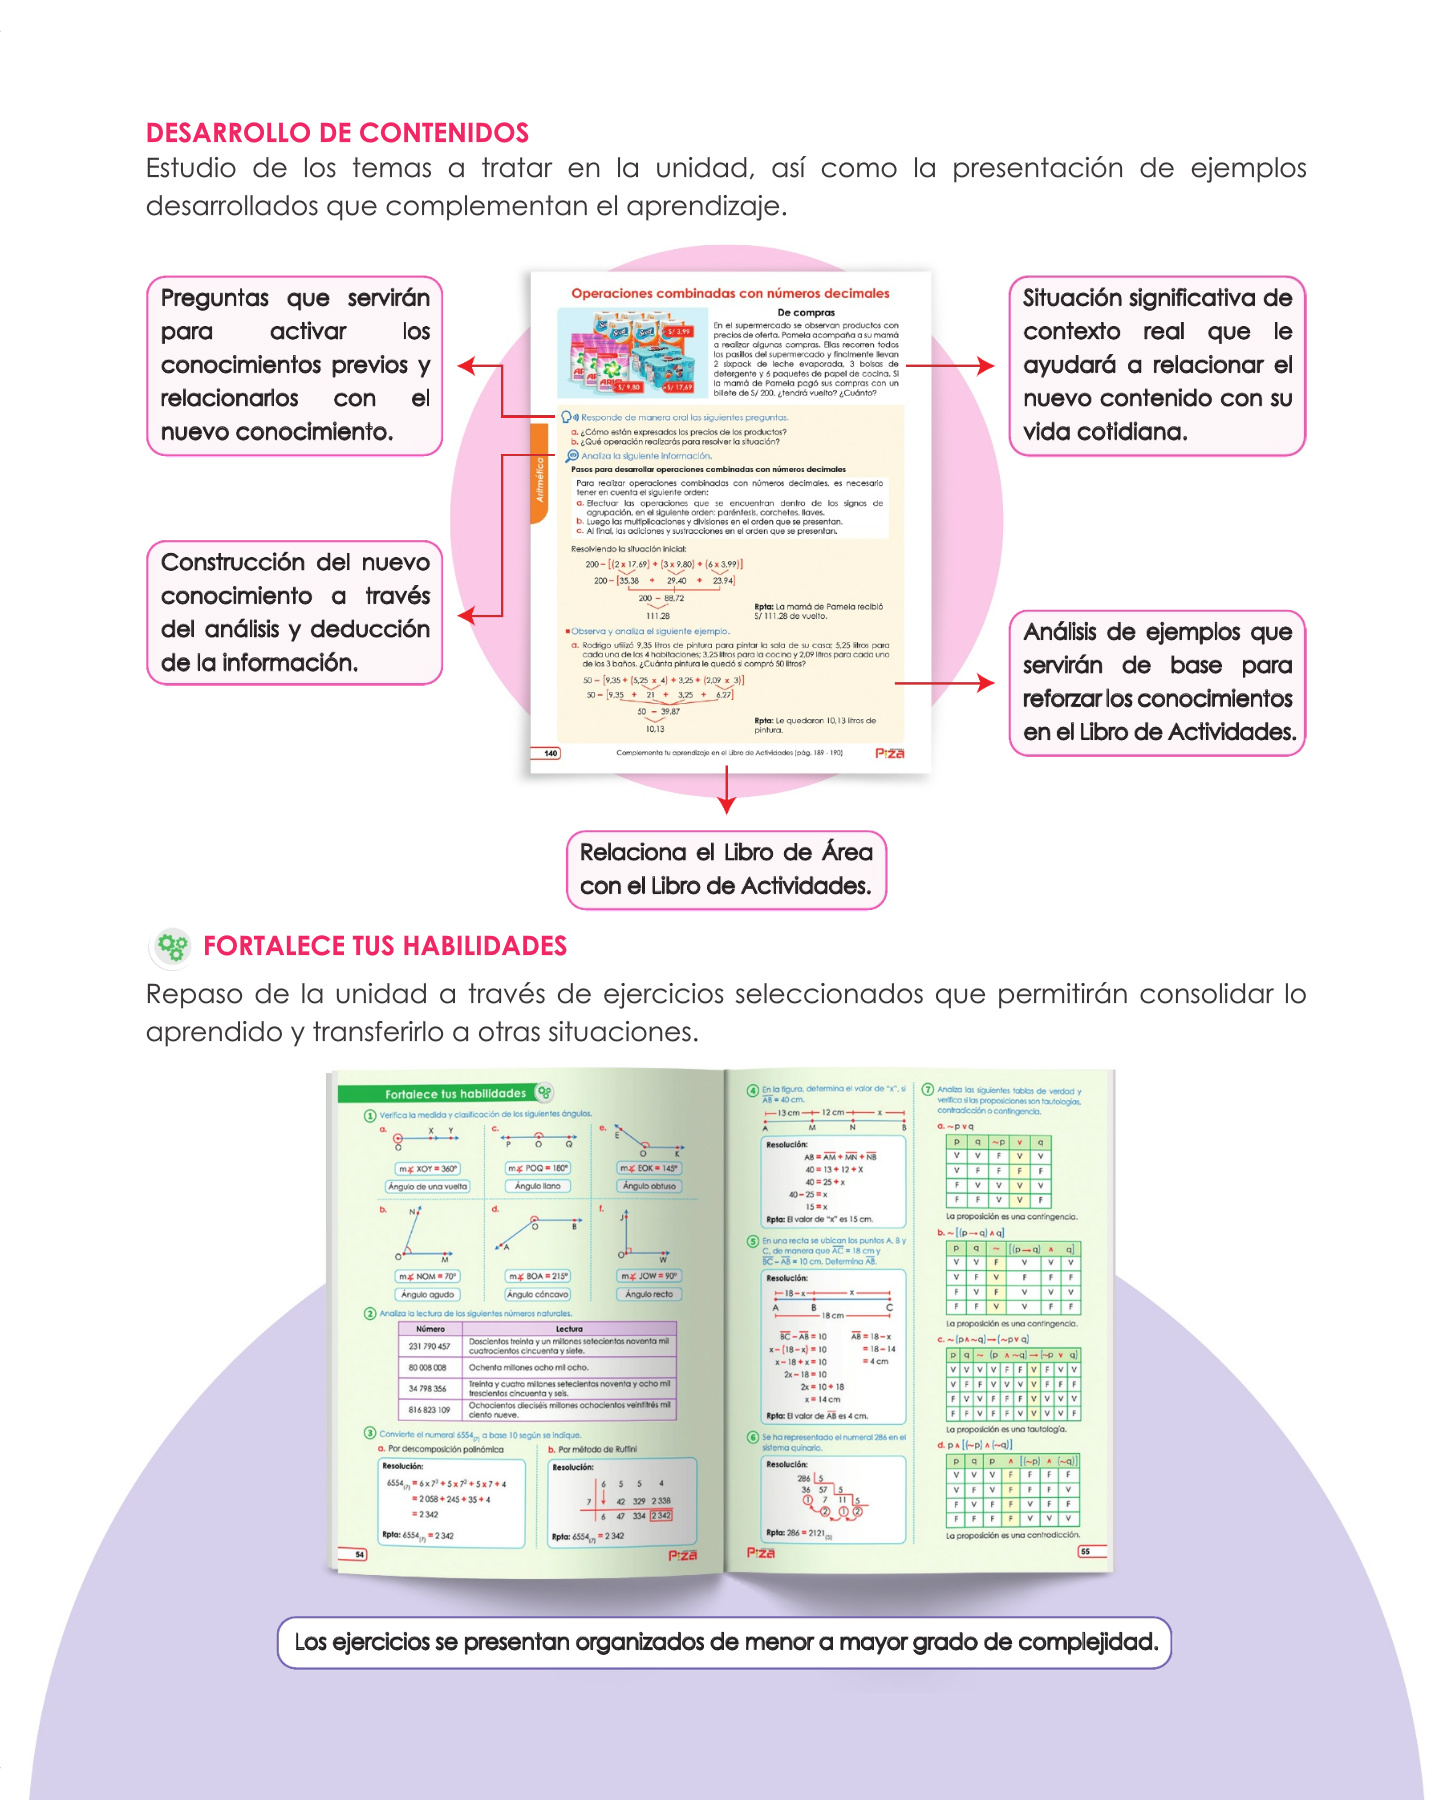 DESARROLLO DE CONTENIDOS
Estudio de los temas a tratar en la unidad, así como la presentación de ejemplos
desarrollados que complementan el aprendizaje.
Preguntas que servirán
para activar los
conocimientos previos y
relacionarlos con el
nuevo conocimiento.
Construcción del nuevo
conocimiento a través
del análisis y deducción
de la información.
Operaciones combinadas con números decimales
De compras
En el supermercado se observan productos con
precios de oferta. Pamela acompaña a su mamá
a realizar algunas compras. Ellas recorren todos
los pasillos del supermercado y finalmente llevan
2 sixpack de leche evaporada, 3 bolsas de
detergente y 6 paquetes de papel de cocina. Si
la mamá de Pamela pagó sus compras con un
billete de S/ 200, ¿tendrá vuelto? ¿Cuánto?
S/ 3,99
S/ 9,80
S/ 17,69
Responde de manera oral las siguientes preguntas.
a. ¿Cómo están expresados los precios de los productos?
b. ¿Qué operación realizarás para resolver la situación?
Analiza la siguiente información.
Aritmética
Pasos para desarrollar operaciones combinadas con números decimales
Para realizar operaciones combinadas con números decimales, es necesario
tener en cuenta el siguiente orden:
a. Efectuar las operaciones que se encuentran dentro de los signos de
agrupación, en el siguiente orden: paréntesis, corchetes, llaves.
b. Luego las multiplicaciones y divisiones en el orden que se presentan.
c. Al final, las adiciones y sustracciones en el orden que se presentan.
Resolviendo la situación inicial:
200 – [(2 x 17,69) + (3 x 9,80) + (6 x 3,99)]
200 – [35,38 + 29,40 + 23,94]
200 – 88,72
111,28
Rpta: La mamá de Pamela recibió
S/ 111,28 de vuelto.
Observa y analiza el siguiente ejemplo.
a. Rodrigo utilizó 9,35 litros de pintura para pintar la sala de su casa; 5,25 litros para
cada una de las 4 habitaciones; 3,25 litros para la cocina y 2,09 litros para cada uno
de los 3 baños. ¿Cuánta pintura le quedó si compró 50 litros?
50 – [9,35 + (5,25 x 4) + 3,25 + (2,09 x 3)]
50 – [9,35 + 21 + 3,25 + 6,27]
50 – 39,87
10,13
Rpta: Le quedaron 10,13 litros de
pintura.
140
Complementa tu aprendizaje en el Libro de Actividades (pág. 189 - 190)
Piza
Situación significativa de
contexto real que le
ayudará a relacionar el
nuevo contenido con su
vida cotidiana.
Análisis de ejemplos que
servirán de base para
reforzar los conocimientos
en el Libro de Actividades.
Relaciona el Libro de Área
con el Libro de Actividades.
FORTALECE TUS HABILIDADES
Repaso de la unidad a través de ejercicios seleccionados que permitirán consolidar lo
aprendido y transferirlo a otras situaciones.
Fortalece tus habilidades
1 Verifica la medida y clasificación de los siguientes ángulos.
a. X Y O
c. P O Q
e. E O K
m∡ XOY = 360°
m∡ POQ = 180°
m∡ EOK = 145°
Ángulo de una vuelta
Ángulo llano
Ángulo obtuso
b. N O M
d. O B A
f. J O W
m∡ NOM = 70°
m∡ BOA = 215°
m∡ JOW = 90°
Ángulo agudo
Ángulo cóncavo
Ángulo recto
2 Analiza la lectura de los siguientes números naturales.
Número Lectura
231 790 457 Doscientos treinta y un millones setecientos noventa mil
cuatrocientos cincuenta y siete.
80 008 008 Ochenta millones ocho mil ocho.
34 798 356 Treinta y cuatro millones setecientos noventa y ocho mil
trescientos cincuenta y seis.
816 823 109 Ochocientos dieciséis millones ochocientos veintitrés mil
ciento nueve.
3 Convierte el numeral 6554(7) a base 10 según se indique.
a. Por descomposición polinómica
Resolución:
6554(7) = 6 x 7³ + 5 x 7² + 5 x 7 + 4
= 2 058 + 245 + 35 + 4
= 2 342
Rpta: 6554(7) = 2 342
b. Por método de Ruffini
Resolución:
6 5 5 4
7 42 329 2 338
6 47 334 2 342
Rpta: 6554(7) = 2 342
54
Piza
4 En la figura, determina el valor de "x", si
AB = 40 cm.
13 cm 12 cm x
A M N B
Resolución:
AB = AM + MN + NB
40 = 13 + 12 + X
40 = 25 + x
40 – 25 = x
15 = x
Rpta: El valor de "x" es 15 cm.
5 En una recta se ubican los puntos A, B y
C, de manera que AC = 18 cm y
BC – AB = 10 cm. Determina AB.
Resolución:
18 – x x
A B C
18 cm
BC – AB = 10 AB = 18 – x
x – (18 – x) = 10 = 18 – 14
x – 18 + x = 10 = 4 cm
2x – 18 = 10
2x = 10 + 18
x = 14 cm
Rpta: El valor de AB es 4 cm.
6 Se ha representado el numeral 286 en el
sistema quinario.
Resolución:
286 5
36 57 5
1 7 11 5
2 1 2
Rpta: 286 = 2121(5)
Piza
7 Analiza las siguientes tablas de verdad y
verifica si las proposiciones son tautologías,
contradicción o contingencia.
a. ~p v q
p q ~p v q
V V F V V
V F F F F
F V V V V
F F V V F
La proposición es una contingencia.
b. ~ [(p → q) ∧ q]
p q ~ [(p → q) ∧ q]
V V F V V V
V F V F F F
F V F V V V
F F V V F F
La proposición es una contingencia.
c. ~ (p ∧ ~q) → (~p v q)
p q ~ (p ∧ ~q) → (~p v q)
V V V V F F V F V V
V F F V V V V F F F
F V V F F F V V V V
F F V F F V V V V F
La proposición es una tautología.
d. p ∧ [(~p) ∧ (~q)]
p q p ∧ [(~p) ∧ (~q)]
V V V F F F F
V F V F F F V
F V F F V F F
F F F F V V V
La proposición es una contradicción.
55
Los ejercicios se presentan organizados de menor a mayor grado de complejidad.